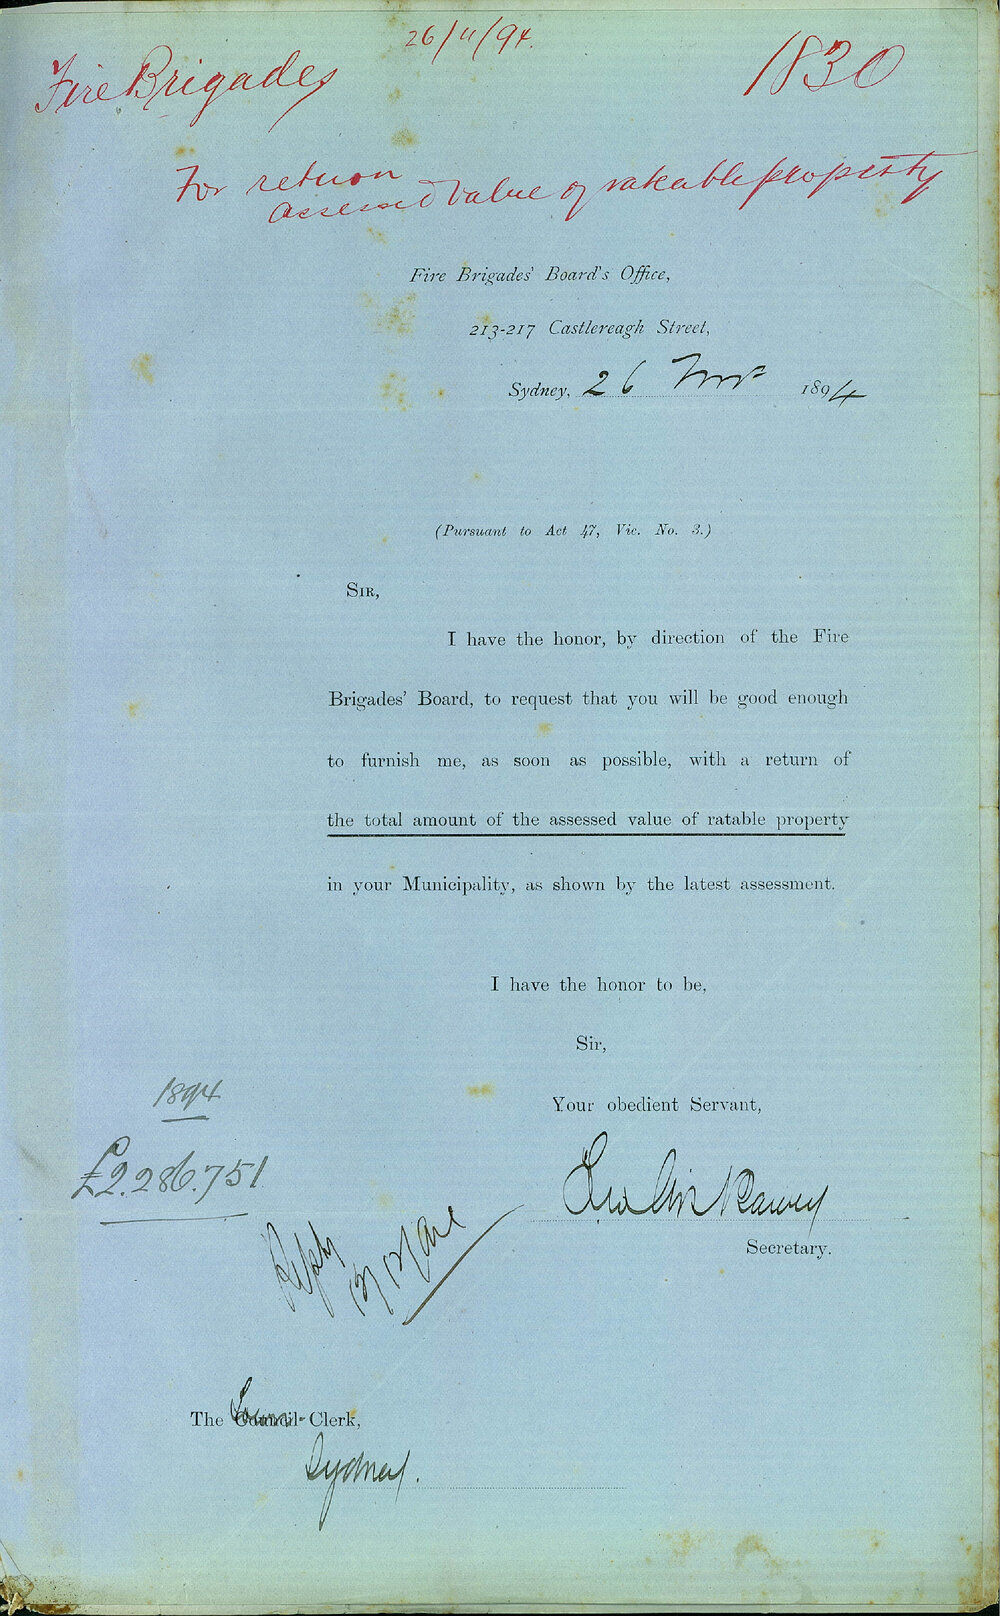 26/11/94.
Fire Brigades
1830
For return
assessed value of rateable property
Fire Brigades' Board's Office,
213-217 Castlereagh Street,
Sydney, 26 Novr 1894
(Pursuant to Act 47, Vic. No. 3.)
SIR,
I have the honor, by direction of the Fire
Brigades' Board, to request that you will be good enough
to furnish me, as soon as possible, with a return of
the total amount of the assessed value of ratable property
in your Municipality, as shown by the latest assessment.
I have the honor to be,
Sir,
Your obedient Servant,
1894
£2.286.751
Secretary.
The Town Clerk,
Sydney.